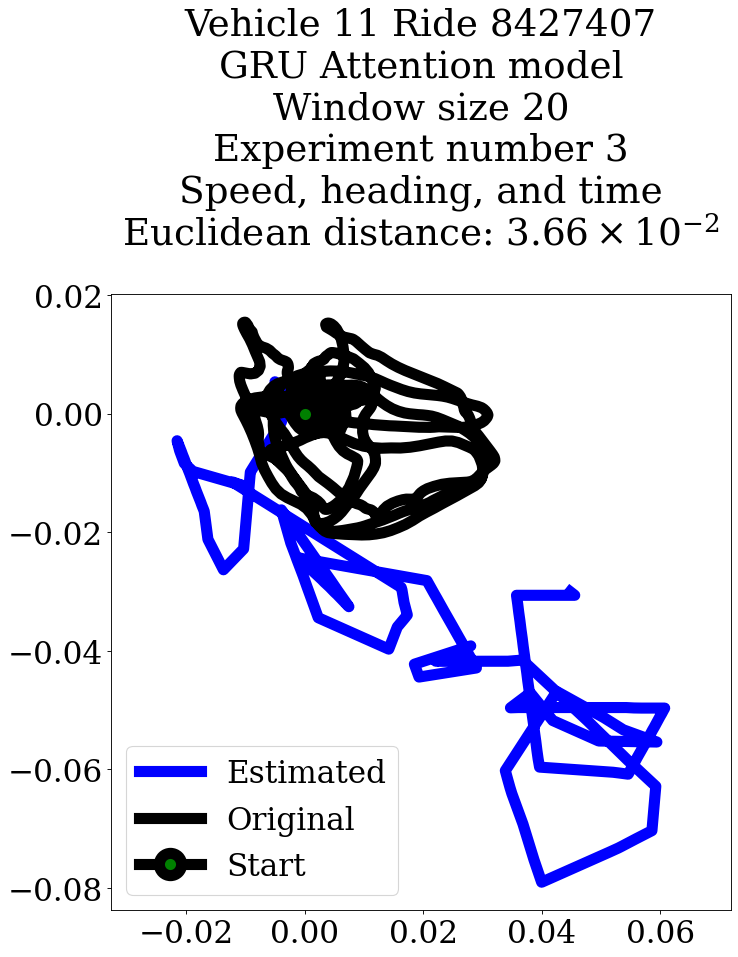 Vehicle 11 Ride 8427407
GRU Attention model
Window size 20
Experiment number 3
Speed, heading, and time
Euclidean distance: 3.66 × 10⁻²
0.02
0.00
−0.02
−0.04
−0.06
−0.08
Estimated
Original
Start
−0.02 0.00 0.02 0.04 0.06